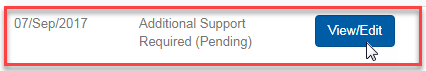 07/Sep/2017 Additional Support View/Edit
Required (Pending)